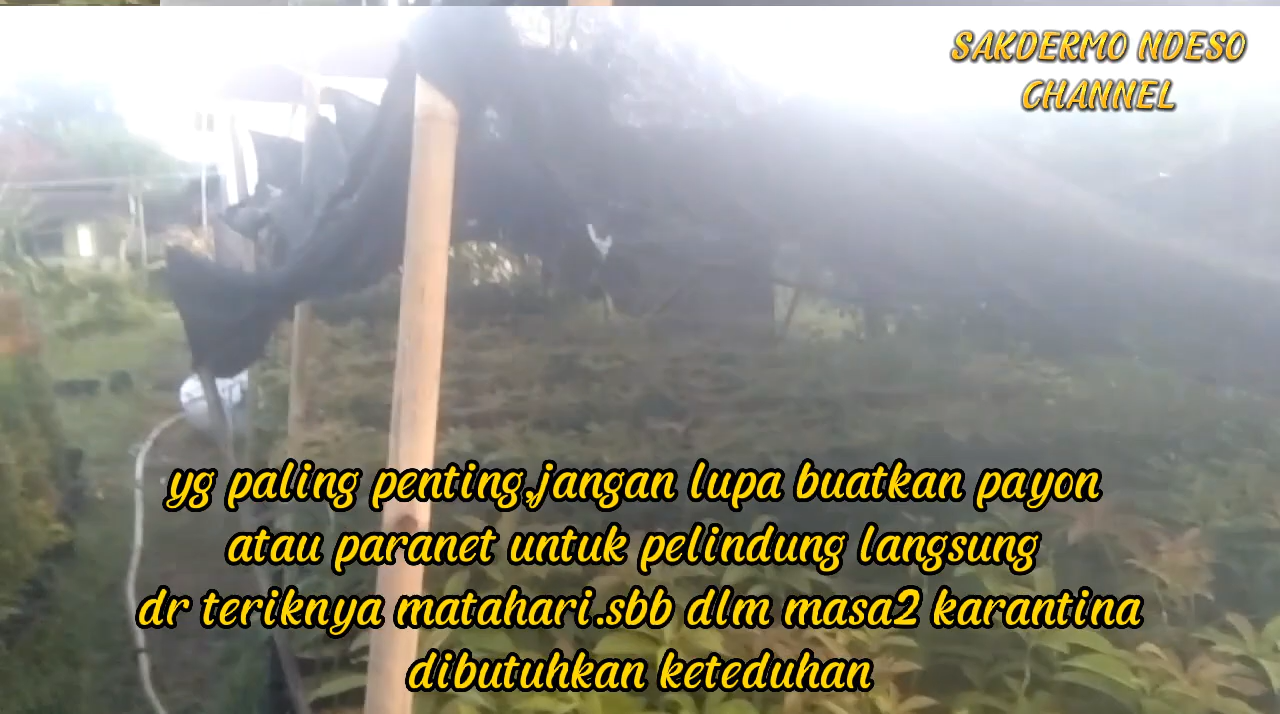 SAKDERMO NDESO
CHANNEL
yg paling penting,jangan lupa buatkan payon
atau paranet untuk pelindung langsung
dr teriknya matahari.sbb dlm masa2 karantina
dibutuhkan keteduhan